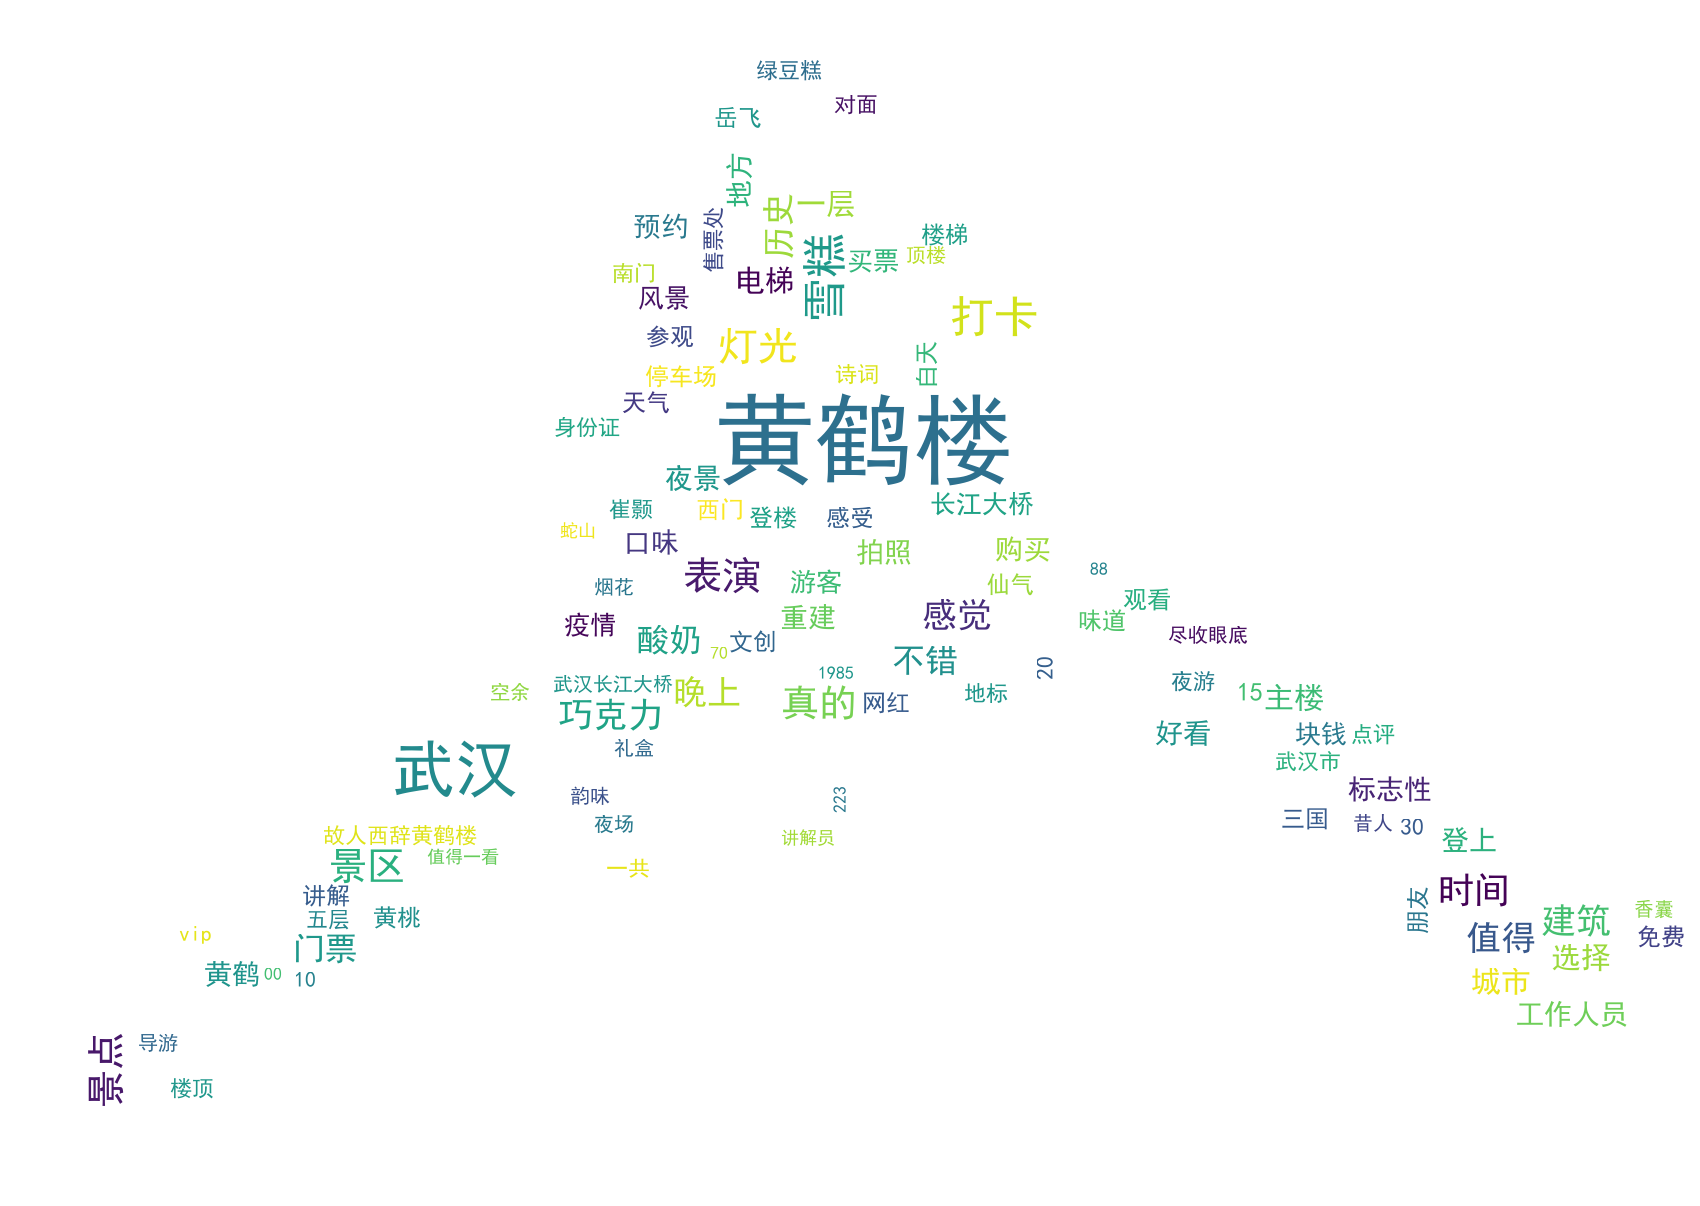 绿豆糕
对面
岳飞
地方
历史
一层
预约
售票处
楼梯
雪糕
买票
顶楼
南门
电梯
风景
打卡
参观
灯光
白天
停车场
诗词
天气
身份证
黄鹤楼
夜景
长江大桥
崔颢
西门
登楼
感受
蛇山
口味
拍照
购买
88
表演
游客
仙气
烟花
观看
疫情
重建
感觉
味道
尽收眼底
酸奶
70
文创
不错
20
1985
武汉长江大桥
夜游
空余
晚上
真的
网红
地标
15
主楼
巧克力
好看
块钱
点评
礼盒
武汉
武汉市
标志性
韵味
223
夜场
三国
昔人
30
故人西辞黄鹤楼
讲解员
登上
景区
值得一看
一共
讲解
时间
五层
黄桃
朋友
香囊
vip
门票
值得
建筑
免费
选择
黄鹤
00
10
城市
工作人员
导游
景点
楼顶